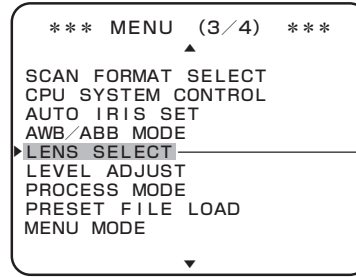 *** MENU (3/4) ***
▲
SCAN FORMAT SELECT
CPU SYSTEM CONTROL
AUTO IRIS SET
AWB/ABB MODE
▶LENS SELECT
LEVEL ADJUST
PROCESS MODE
PRESET FILE LOAD
MENU MODE
▼